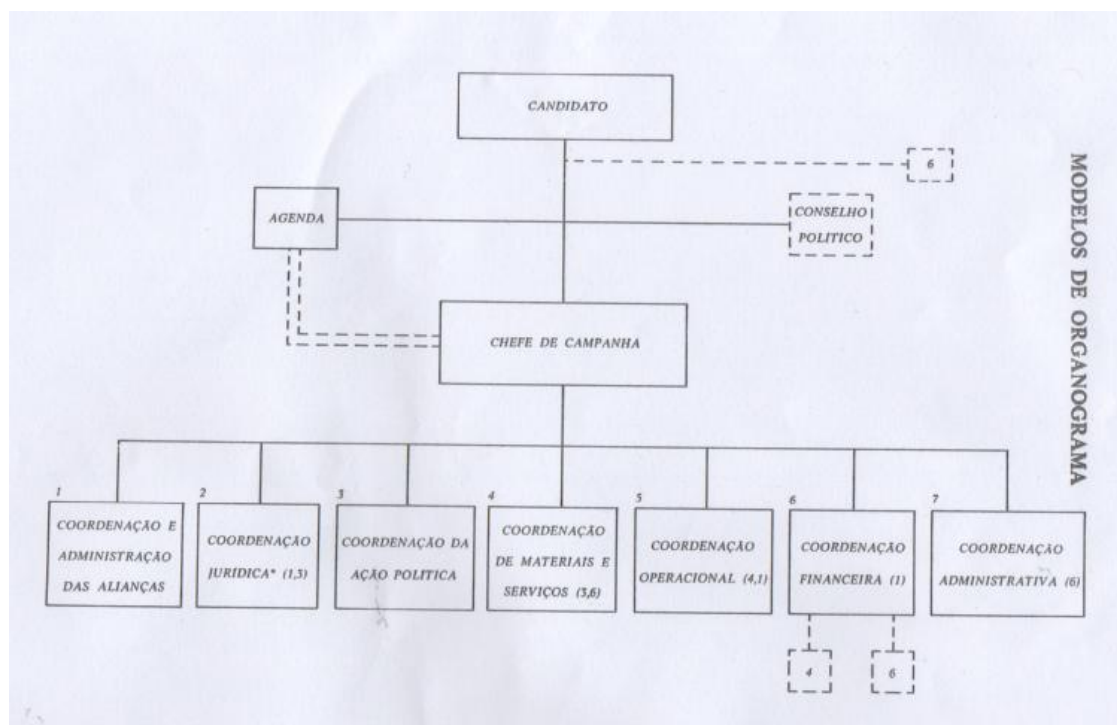 CANDIDATO
6
AGENDA
CONSELHO
POLITICO
CHEFE DE CAMPANHA
1
COORDENAÇÃO E
ADMINISTRAÇÃO
DAS ALIANÇAS
2
COORDENAÇÃO
JURÍDICA* (1,3)
3
COORDENAÇÃO DA
AÇÃO POLITICA
4
COORDENAÇÃO
DE MATERIAIS E
SERVIÇOS (3,6)
5
COORDENAÇÃO
OPERACIONAL (4,1)
6
COORDENAÇÃO
FINANCEIRA (1)
7
COORDENAÇÃO
ADMINISTRATIVA (6)
4
6
MODELOS DE ORGANOGRAMA